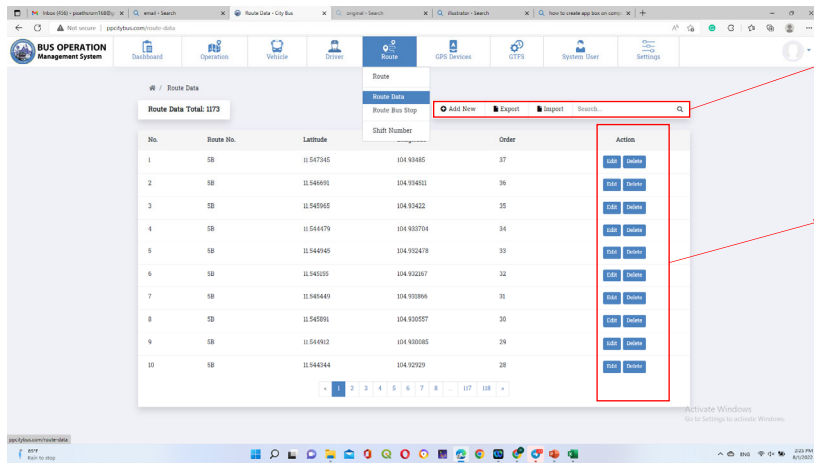 Inbox (456) - psoathurum168@g
email - Search
Route Data - City Bus
original - Search
illustrator - Search
how to create app box on comp
Not secure | ppcitybus.com/route-data
BUS OPERATION
Management System
Dashboard Operation Vehicle Driver Route GPS Devices GTFS System User Settings
Route
Route Data
Route Bus Stop
Shift Number
/ Route Data
Route Data Total: 1173
Add New Export Import Search...
No. Route No. Latitude Order Action
1 5B 11.547345 104.93485 37 Edit Delete
2 5B 11.546691 104.934511 36 Edit Delete
3 5B 11.545965 104.93422 35 Edit Delete
4 5B 11.544479 104.933704 34 Edit Delete
5 5B 11.544945 104.932478 33 Edit Delete
6 5B 11.545155 104.932167 32 Edit Delete
7 5B 11.545449 104.931866 31 Edit Delete
8 5B 11.545891 104.930557 30 Edit Delete
9 5B 11.544912 104.930085 29 Edit Delete
10 5B 11.544344 104.92929 28 Edit Delete
« 1 2 3 4 5 6 7 8 ... 117 118 »
Activate Windows
Go to Settings to activate Windows.
ppcitybus.com/route-data
85°F
Rain to stop
ENG
2:25 PM
8/1/2022